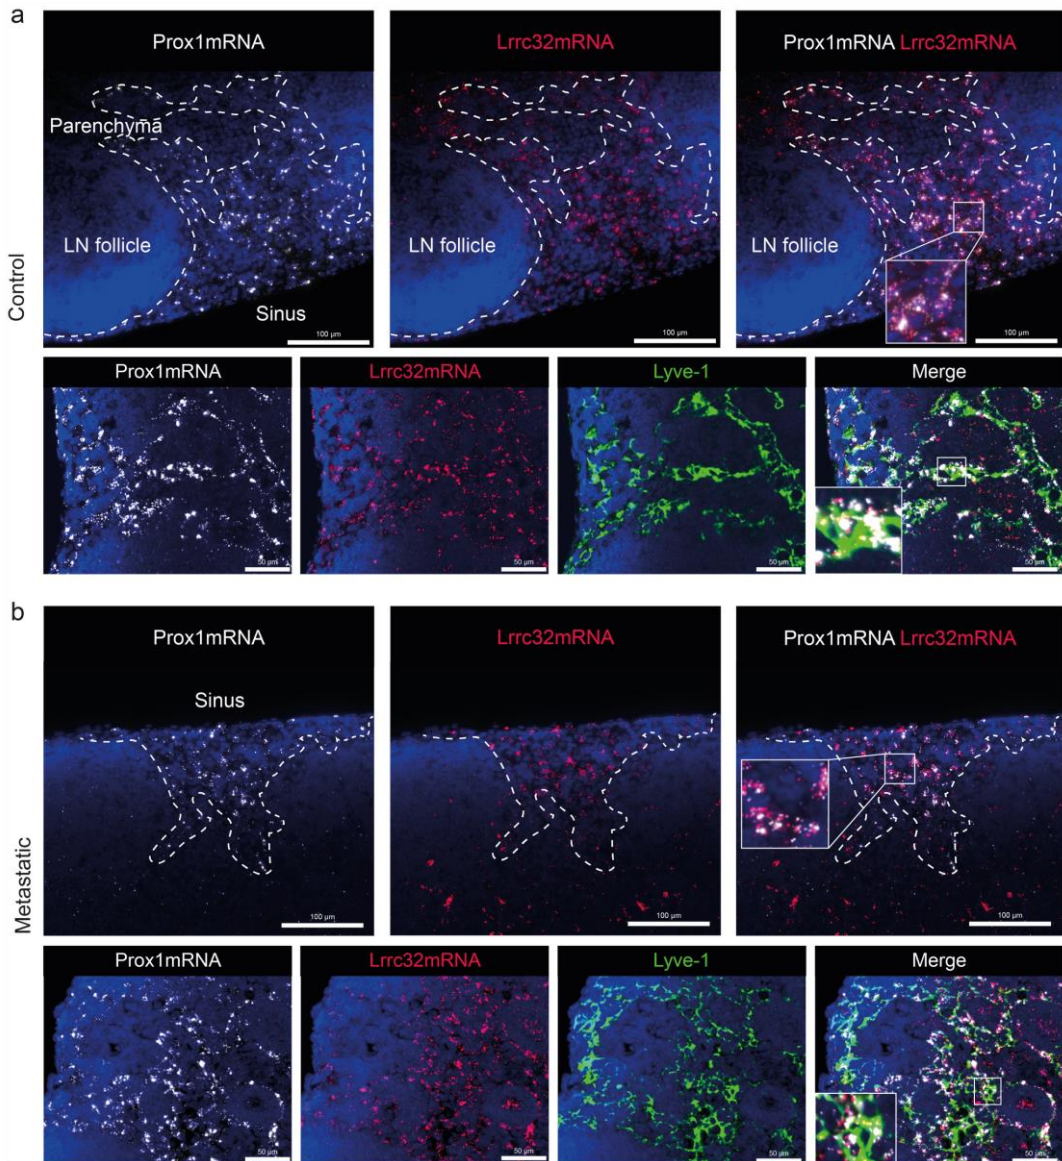 a
Prox1mRNA
Lrrc32mRNA
Prox1mRNA Lrrc32mRNA
Parenchyma
LN follicle
LN follicle
LN follicle
Sinus
100 µm
100 µm
100 µm
Control
Prox1mRNA
Lrrc32mRNA
Lyve-1
Merge
50 µm
50 µm
50 µm
50 µm
b
Prox1mRNA
Lrrc32mRNA
Prox1mRNA Lrrc32mRNA
Sinus
100 µm
100 µm
100 µm
Metastatic
Prox1mRNA
Lrrc32mRNA
Lyve-1
Merge
50 µm
50 µm
50 µm
50 µm